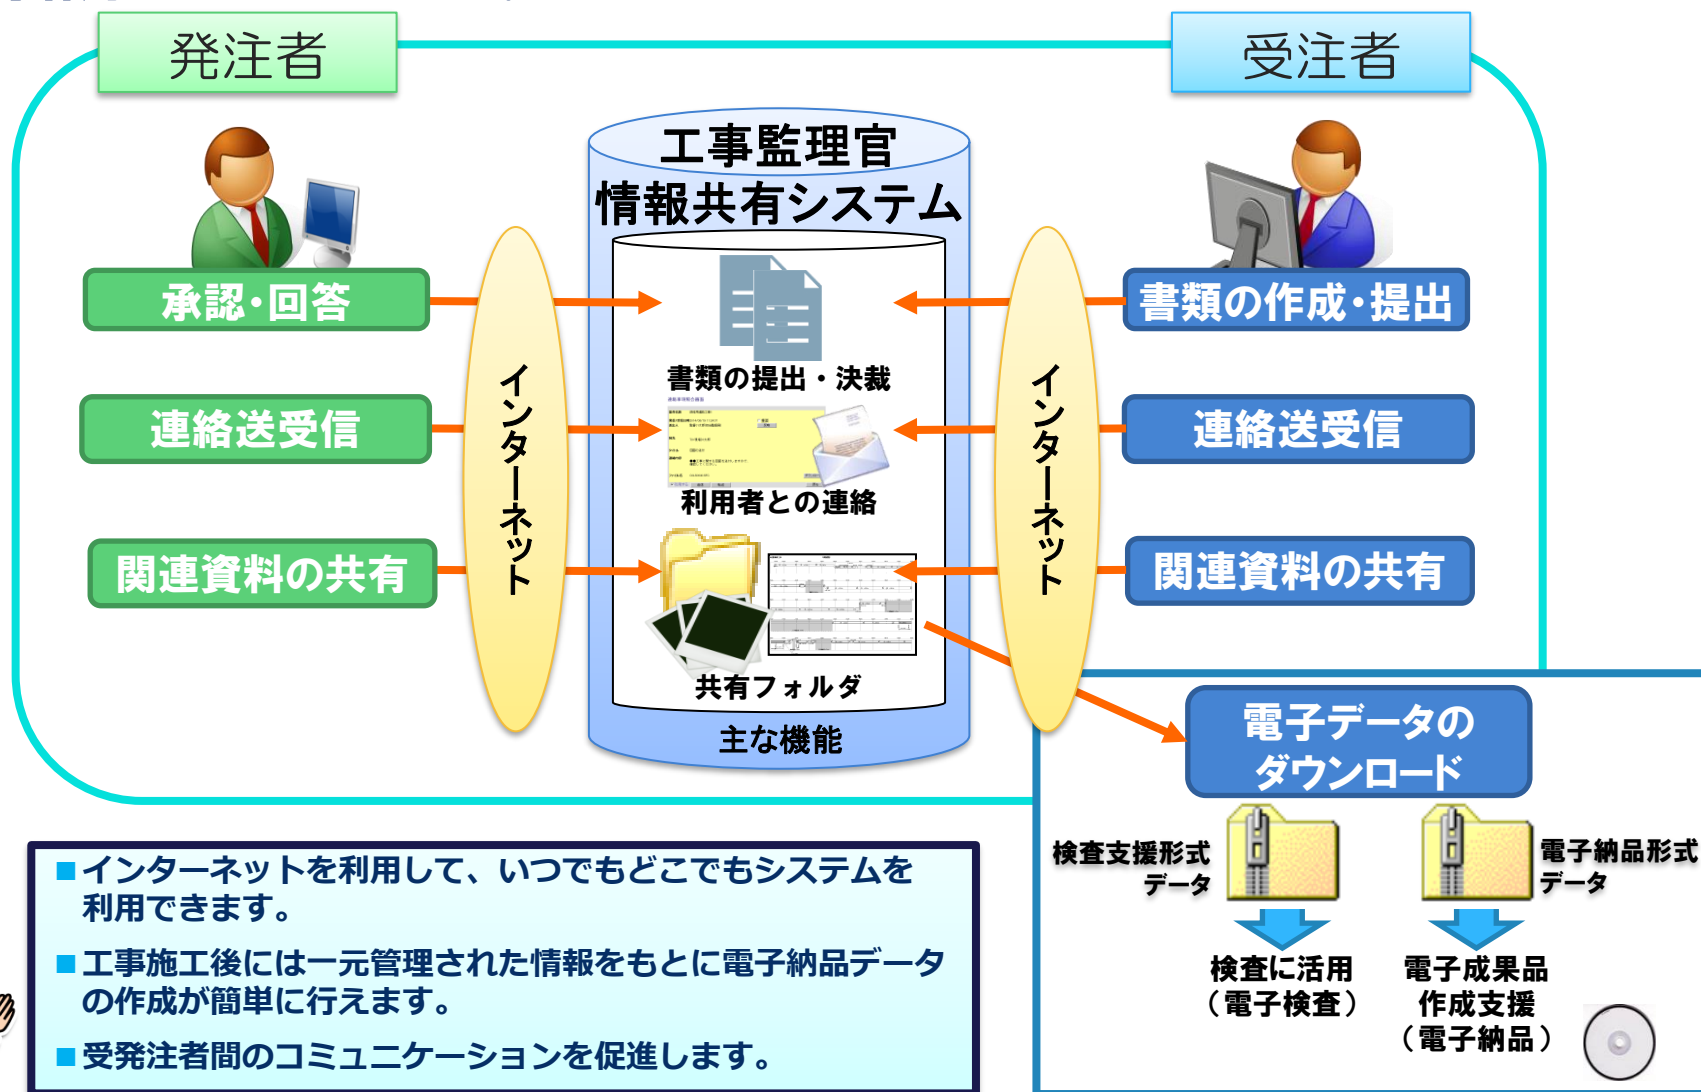 発注者
受注者
工事監理官
情報共有システム
承認・回答
連絡送受信
関連資料の共有
インターネット
書類の提出・決裁
利用者との連絡
共有フォルダ
主な機能
インターネット
書類の作成・提出
連絡送受信
関連資料の共有
電子データの
ダウンロード
検査支援形式
データ
電子納品形式
データ
検査に活用
（電子検査）
電子成果品
作成支援
（電子納品）
■インターネットを利用して、いつでもどこでもシステムを
利用できます。
■工事施工後には一元管理された情報をもとに電子納品データ
の作成が簡単に行えます。
■受発注者間のコミュニケーションを促進します。